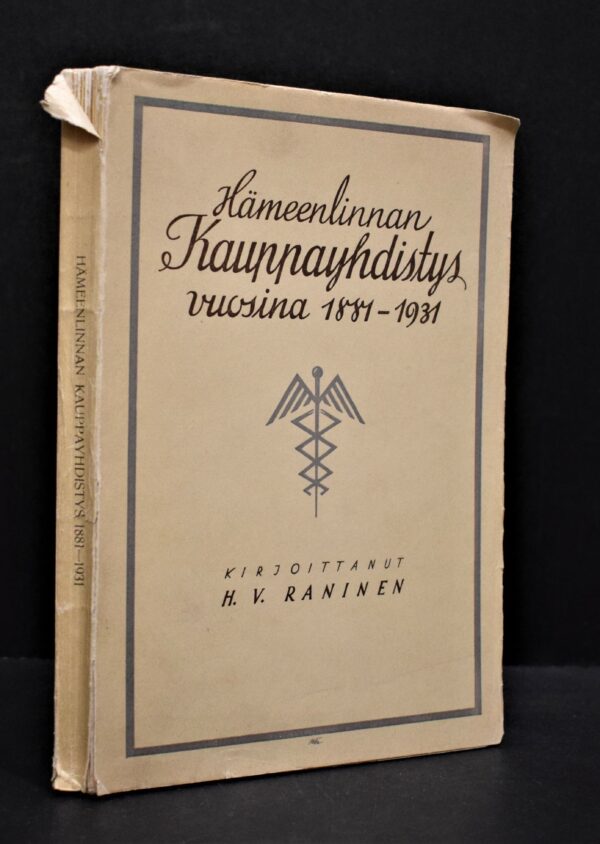 Hämeenlinnan
Kauppayhdistys
vuosina 1881-1931
KIRJOITTANUT
H. V. RANINEN
HÄMEENLINNAN KAUPPAYHDISTYS 1881—1931